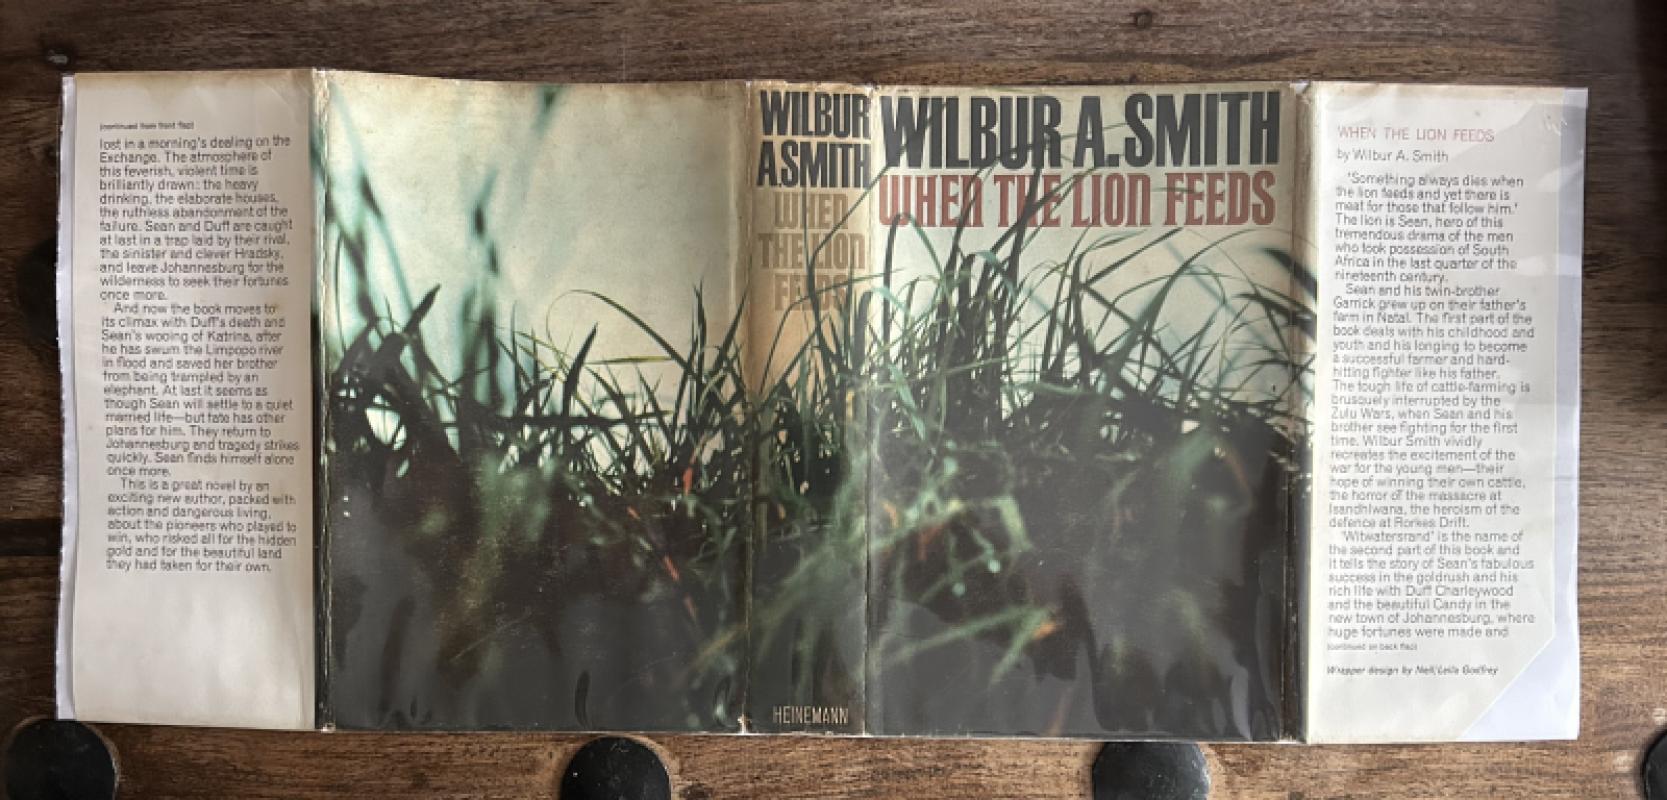 (continued from front flap)
lost in a morning's dealing on the
Exchange. The atmosphere of
this feverish, violent time is
brilliantly drawn: the heavy
drinking, the elaborate houses,
the ruthless abandonment of the
failure. Sean and Duff are caught
at last in a trap laid by their rival,
the sinister and clever Hradsky,
and leave Johannesburg for the
wilderness to seek their fortunes
once more.
And now the book moves to
its climax with Duff's death and
Sean's wooing of Katrina, after
he has swum the Limpopo river
in flood and saved her brother
from being trampled by an
elephant. At last it seems as
though Sean will settle to a quiet
married life—but fate has other
plans for him. They return to
Johannesburg and tragedy strikes
quickly. Sean finds himself alone
once more.
This is a great novel by an
exciting new author, packed with
action and dangerous living,
about the pioneers who played to
win, who risked all for the hidden
gold and for the beautiful land
they had taken for their own.
WILBUR
A.SMITH
WHEN
THE LION
FEEDS
HEINEMANN
WILBUR A.SMITH
WHEN THE LION FEEDS
WHEN THE LION FEEDS
by Wilbur A. Smith
'Something always dies when
the lion feeds and yet there is
meat for those that follow him.'
The lion is Sean, hero of this
tremendous drama of the men
who took possession of South
Africa in the last quarter of the
nineteenth century.
Sean and his twin-brother
Garrick grew up on their father's
farm in Natal. The first part of the
book deals with his childhood and
youth and his longing to become
a successful farmer and hard-
hitting fighter like his father.
The tough life of cattle-farming is
brusquely interrupted by the
Zulu Wars, when Sean and his
brother see fighting for the first
time. Wilbur Smith vividly
recreates the excitement of the
war for the young men—their
hope of winning their own cattle,
the horror of the massacre at
Isandhlwana, the heroism of the
defence at Rorkes Drift.
'Witwatersrand' is the name of
the second part of this book and
it tells the story of Sean's fabulous
success in the goldrush and his
rich life with Duff Charleywood
and the beautiful Candy in the
new town of Johannesburg, where
huge fortunes were made and
(continued on back flap)
Wrapper design by Neil/Leila Godfrey